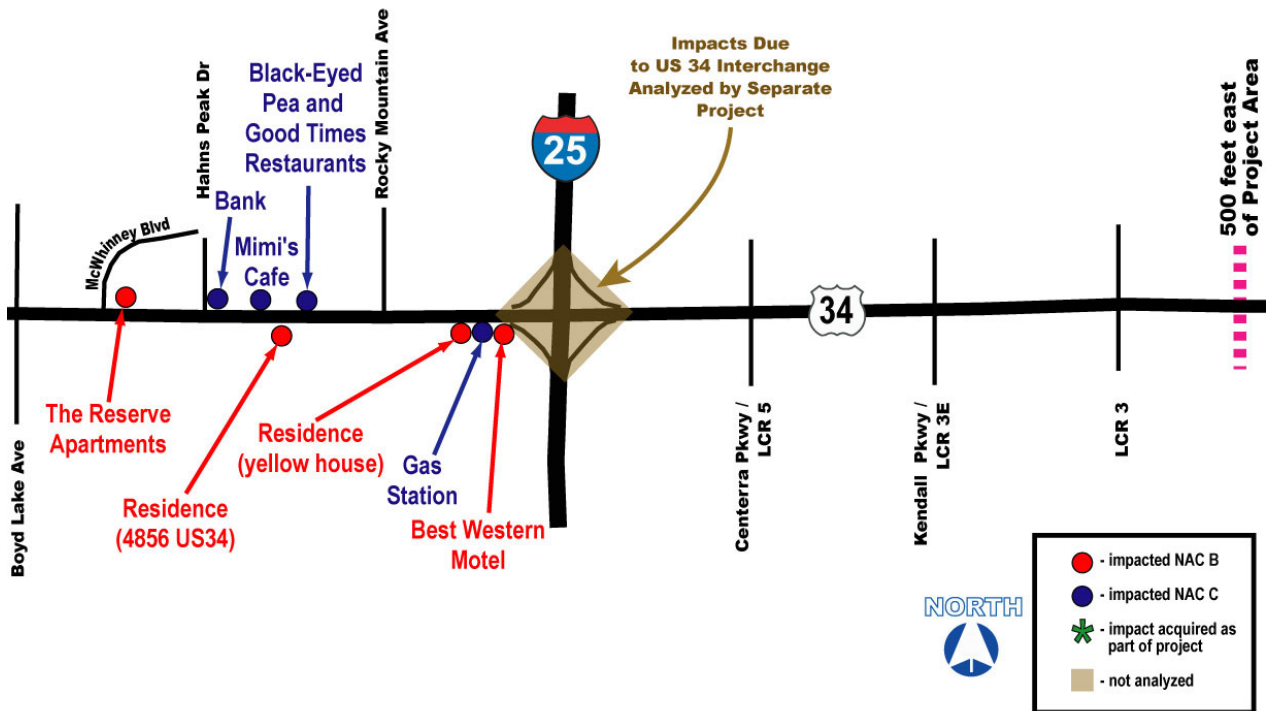 Impacts Due
to US 34 Interchange
Analyzed by Separate
Project
Black-Eyed
Pea and
Good Times
Restaurants
Hahns Peak Dr
Rocky Mountain Ave
Bank
McWhinney Blvd
Mimi's
Cafe
25
500 feet east
of Project Area
34
The Reserve
Apartments
Residence
(4856 US34)
Residence
(yellow house)
Gas
Station
Best Western
Motel
Boyd Lake Ave
Centerra Pkwy /
LCR 5
Kendall Pkwy /
LCR 3E
LCR 3
NORTH
- impacted NAC B
- impacted NAC C
- impact acquired as
part of project
- not analyzed